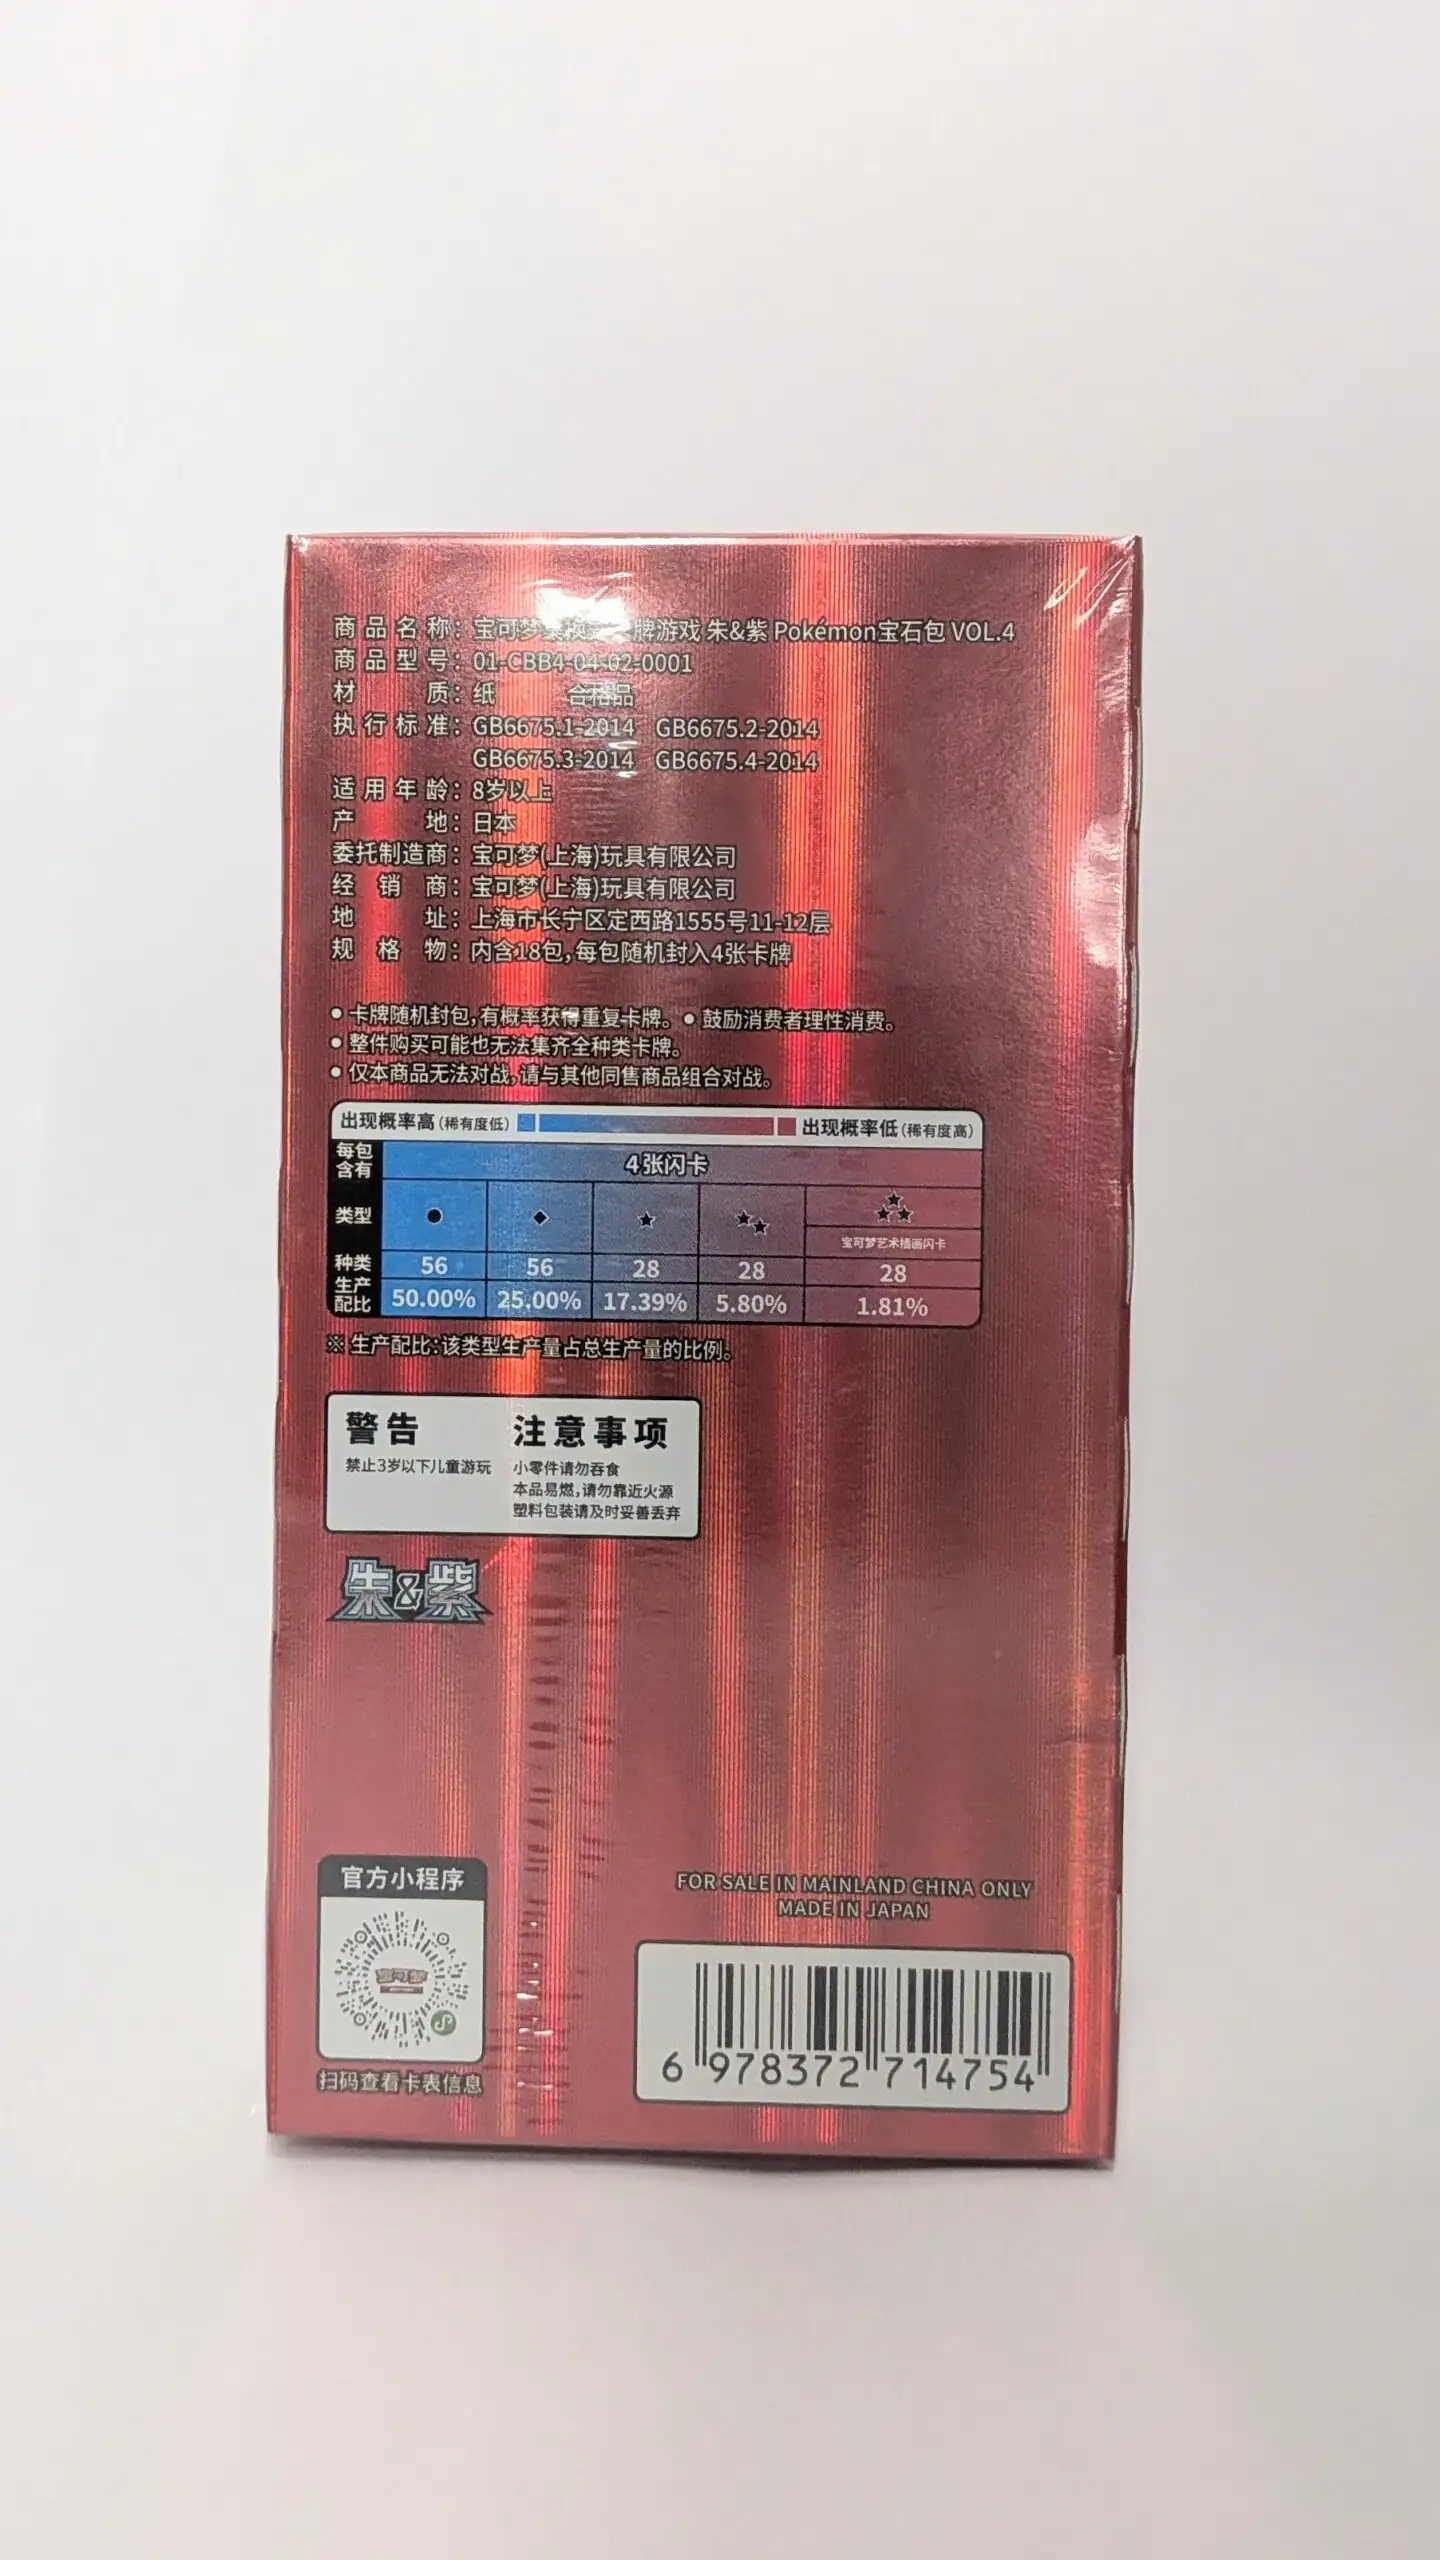 商品名称：宝可梦 牌游戏 朱&紫 Pokémon宝石包 VOL.4
商品型号：01-CBB4-04-02-0001
材质：纸 合格品
执行标准：GB6675.1-2014 GB6675.2-2014
GB6675.3-2014 GB6675.4-2014
适用年龄：8岁以上
产地：日本
委托制造商：宝可梦(上海)玩具有限公司
经销商：宝可梦(上海)玩具有限公司
地址：上海市长宁区定西路1555号11-12层
规格物：内含18包,每包随机封入4张卡牌
● 卡牌随机封包,有概率获得重复卡牌。 ● 鼓励消费者理性消费。
● 整件购买可能也无法集齐全种类卡牌。
● 仅本商品无法对战,请与其他同售商品组合对战。
出现概率高(稀有度低) 出现概率低(稀有度高)
每包含有 4张闪卡
类型 ● ◆ ★ ★★ ★★★
宝可梦艺术插画闪卡
种类 56 56 28 28 28
生产配比 50.00% 25.00% 17.39% 5.80% 1.81%
※ 生产配比:该类型生产量占总生产量的比例。
警告 注意事项
禁止3岁以下儿童游玩 小零件请勿吞食
本品易燃,请勿靠近火源
塑料包装请及时妥善丢弃
朱&紫
官方小程序
宝可梦
扫码查看卡表信息
FOR SALE IN MAINLAND CHINA ONLY
MADE IN JAPAN
6 978372 714754